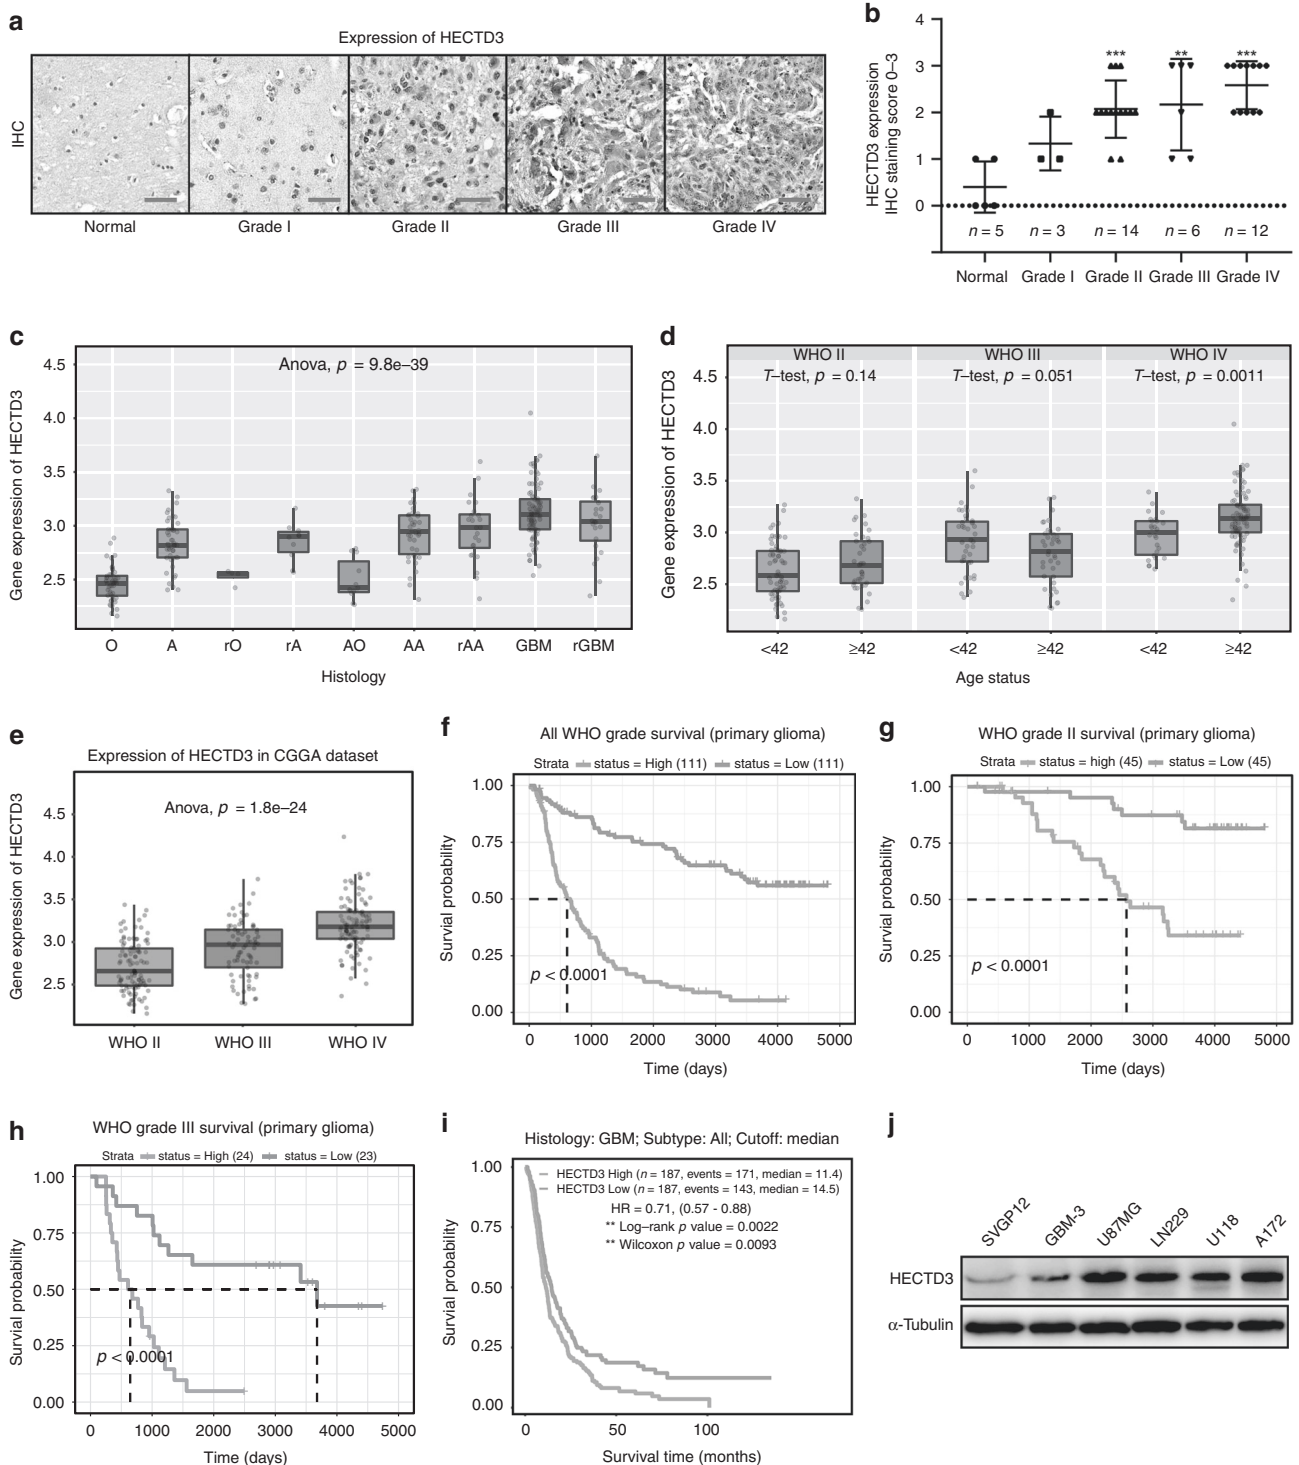 a
Expression of HECTD3
IHC
Normal Grade I Grade II Grade III Grade IV
b
HECTD3 expression
IHC staining score 0–3
4
3
2
1
0
*** ** ***
n = 5 n = 3 n = 14 n = 6 n = 12
Normal Grade I Grade II Grade III Grade IV
c
Gene expression of HECTD3
Anova, p = 9.8e–39
4.5
4.0
3.5
3.0
2.5
O A rO rA AO AA rAA GBM rGBM
Histology
d
Gene expression of HECTD3
WHO II WHO III WHO IV
T–test, p = 0.14 T–test, p = 0.051 T–test, p = 0.0011
4.5
4.0
3.5
3.0
2.5
<42 ≥42 <42 ≥42 <42 ≥42
Age status
e
Expression of HECTD3 in CGGA dataset
Gene expression of HECTD3
Anova, p = 1.8e–24
4.5
4.0
3.5
3.0
2.5
WHO II WHO III WHO IV
f
All WHO grade survival (primary glioma)
Strata status = High (111) status = Low (111)
Survial probability
1.00
0.75
0.50
0.25
0.00
p < 0.0001
0 1000 2000 3000 4000 5000
Time (days)
g
WHO grade II survival (primary glioma)
Strata status = high (45) status = Low (45)
Survial probability
1.00
0.75
0.50
0.25
0.00
p < 0.0001
0 1000 2000 3000 4000 5000
Time (days)
h
WHO grade III survival (primary glioma)
Strata status = High (24) status = Low (23)
Survial probability
1.00
0.75
0.50
0.25
0.00
p < 0.0001
0 1000 2000 3000 4000 5000
Time (days)
i
Histology: GBM; Subtype: All; Cutoff: median
HECTD3 High (n = 187, events = 171, median = 11.4)
HECTD3 Low (n = 187, events = 143, median = 14.5)
HR = 0.71, (0.57 - 0.88)
** Log–rank p value = 0.0022
** Wilcoxon p value = 0.0093
Survial probability
1.00
0.75
0.50
0.25
0.00
0 50 100
Survival time (months)
j
SVGP12 GBM-3 U87MG LN229 U118 A172
HECTD3
α-Tubulin